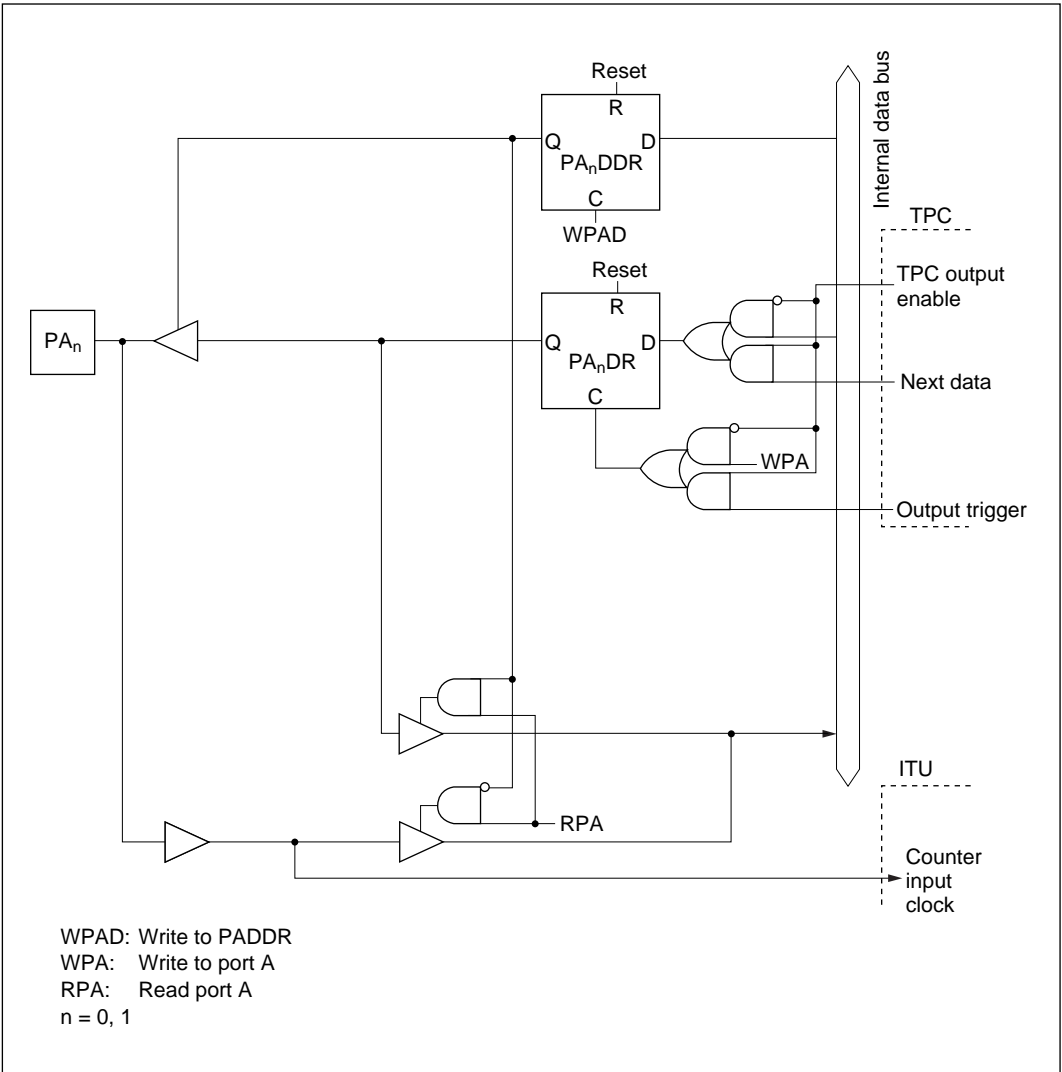 Reset
R
Q
D
PAnDDR
C
WPAD
Internal data bus
TPC
TPC output
enable
Reset
R
PAn
Q
D
PAnDR
C
Next data
WPA
Output trigger
ITU
RPA
Counter
input
clock
WPAD: Write to PADDR
WPA: Write to port A
RPA: Read port A
n = 0, 1